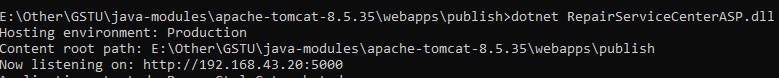 E:\Other\GSTU\java-modules\apache-tomcat-8.5.35\webapps\publish>dotnet RepairServiceCenterASP.dll
Hosting environment: Production
Content root path: E:\Other\GSTU\java-modules\apache-tomcat-8.5.35\webapps\publish
Now listening on: http://192.168.43.20:5000